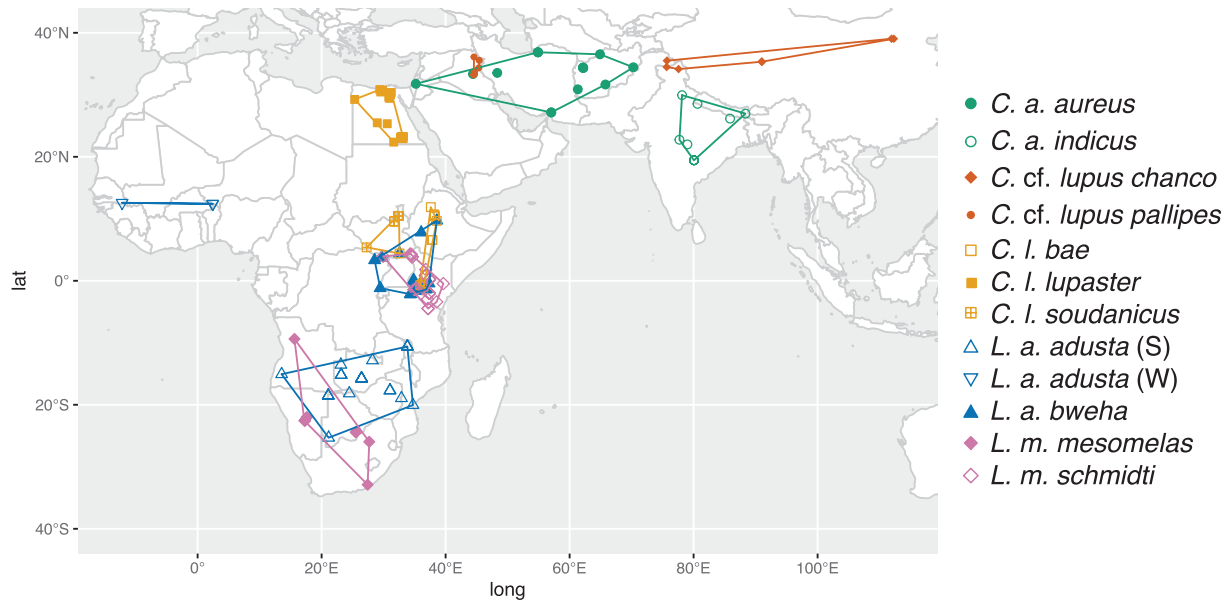 40°N
20°N
0°
20°S
40°S
lat
0°
20°E
40°E
60°E
80°E
100°E
long
C. a. aureus
C. a. indicus
C. cf. lupus chanco
C. cf. lupus pallipes
C. l. bae
C. l. lupaster
C. l. soudanicus
L. a. adusta (S)
L. a. adusta (W)
L. a. bweha
L. m. mesomelas
L. m. schmidti